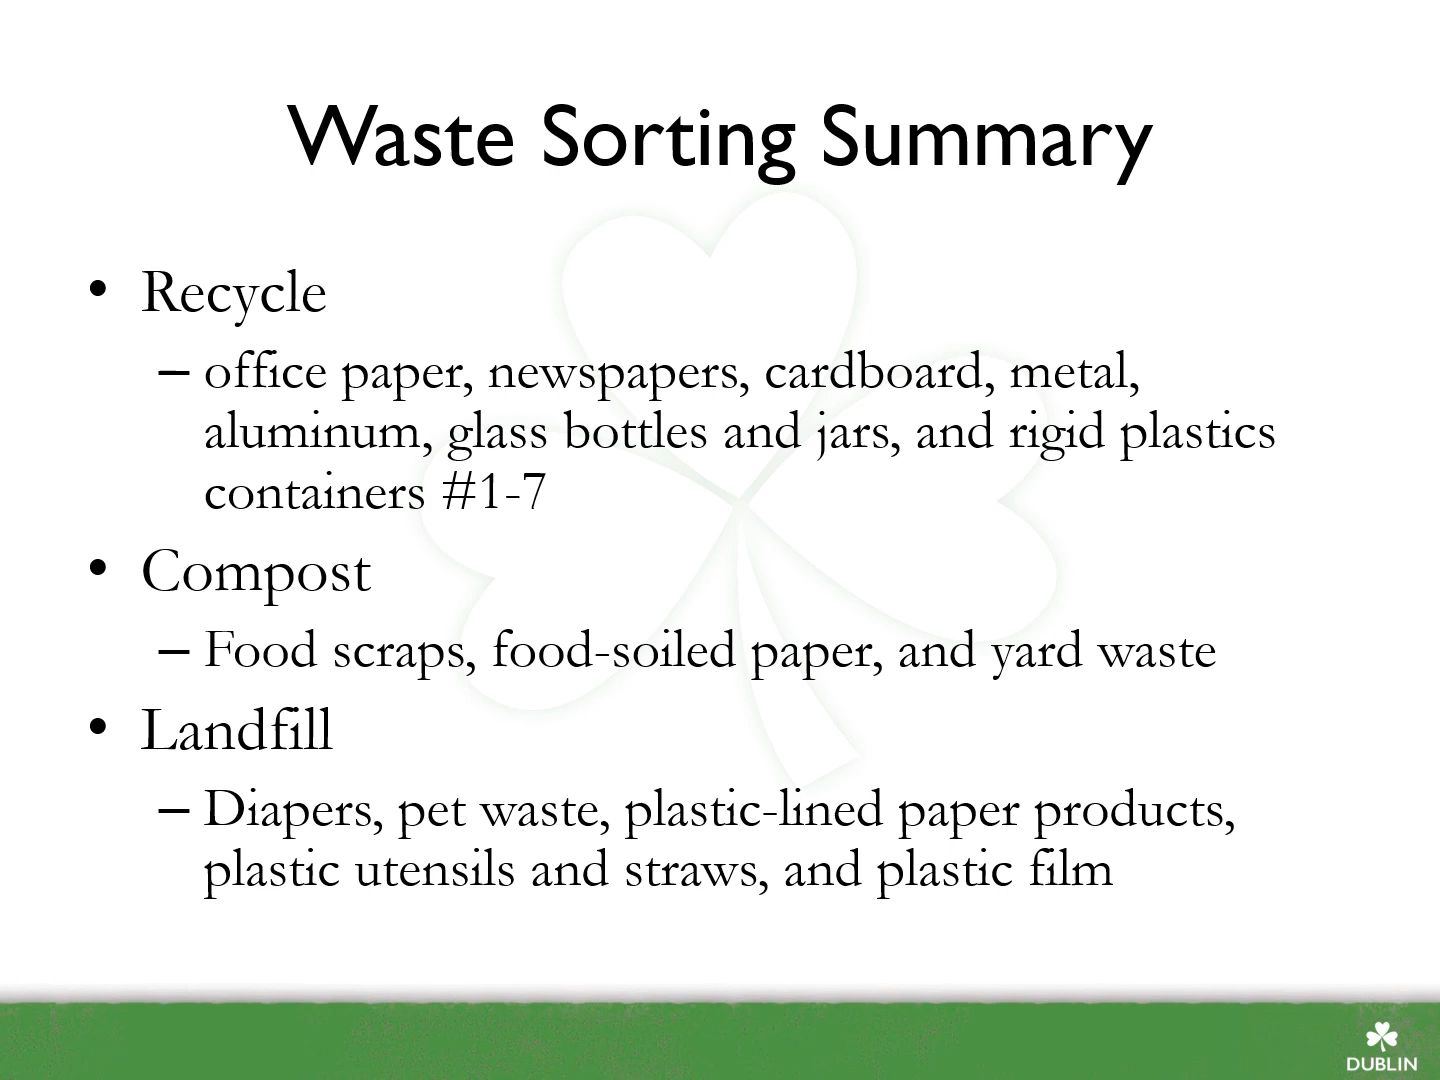 Waste Sorting Summary
• Recycle
– office paper, newspapers, cardboard, metal,
aluminum, glass bottles and jars, and rigid plastics
containers #1-7
• Compost
– Food scraps, food-soiled paper, and yard waste
• Landfill
– Diapers, pet waste, plastic-lined paper products,
plastic utensils and straws, and plastic film
DUBLIN